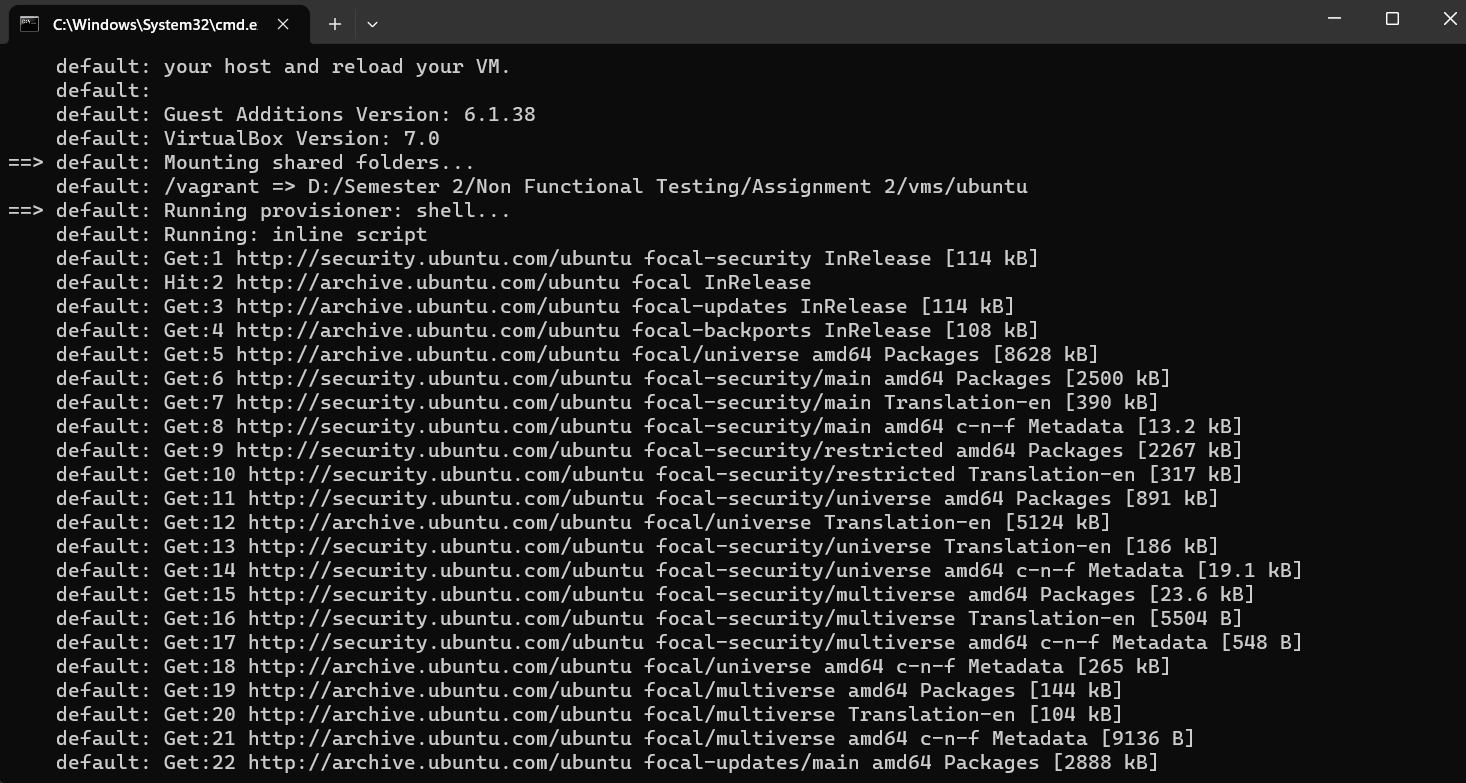 C:\Windows\System32\cmd.e
default: your host and reload your VM.
default:
default: Guest Additions Version: 6.1.38
default: VirtualBox Version: 7.0
==> default: Mounting shared folders...
default: /vagrant => D:/Semester 2/Non Functional Testing/Assignment 2/vms/ubuntu
==> default: Running provisioner: shell...
default: Running: inline script
default: Get:1 http://security.ubuntu.com/ubuntu focal-security InRelease [114 kB]
default: Hit:2 http://archive.ubuntu.com/ubuntu focal InRelease
default: Get:3 http://archive.ubuntu.com/ubuntu focal-updates InRelease [114 kB]
default: Get:4 http://archive.ubuntu.com/ubuntu focal-backports InRelease [108 kB]
default: Get:5 http://archive.ubuntu.com/ubuntu focal/universe amd64 Packages [8628 kB]
default: Get:6 http://security.ubuntu.com/ubuntu focal-security/main amd64 Packages [2500 kB]
default: Get:7 http://security.ubuntu.com/ubuntu focal-security/main Translation-en [390 kB]
default: Get:8 http://security.ubuntu.com/ubuntu focal-security/main amd64 c-n-f Metadata [13.2 kB]
default: Get:9 http://security.ubuntu.com/ubuntu focal-security/restricted amd64 Packages [2267 kB]
default: Get:10 http://security.ubuntu.com/ubuntu focal-security/restricted Translation-en [317 kB]
default: Get:11 http://security.ubuntu.com/ubuntu focal-security/universe amd64 Packages [891 kB]
default: Get:12 http://archive.ubuntu.com/ubuntu focal/universe Translation-en [5124 kB]
default: Get:13 http://security.ubuntu.com/ubuntu focal-security/universe Translation-en [186 kB]
default: Get:14 http://security.ubuntu.com/ubuntu focal-security/universe amd64 c-n-f Metadata [19.1 kB]
default: Get:15 http://security.ubuntu.com/ubuntu focal-security/multiverse amd64 Packages [23.6 kB]
default: Get:16 http://security.ubuntu.com/ubuntu focal-security/multiverse Translation-en [5504 B]
default: Get:17 http://security.ubuntu.com/ubuntu focal-security/multiverse amd64 c-n-f Metadata [548 B]
default: Get:18 http://archive.ubuntu.com/ubuntu focal/universe amd64 c-n-f Metadata [265 kB]
default: Get:19 http://archive.ubuntu.com/ubuntu focal/multiverse amd64 Packages [144 kB]
default: Get:20 http://archive.ubuntu.com/ubuntu focal/multiverse Translation-en [104 kB]
default: Get:21 http://archive.ubuntu.com/ubuntu focal/multiverse amd64 c-n-f Metadata [9136 B]
default: Get:22 http://archive.ubuntu.com/ubuntu focal-updates/main amd64 Packages [2888 kB]